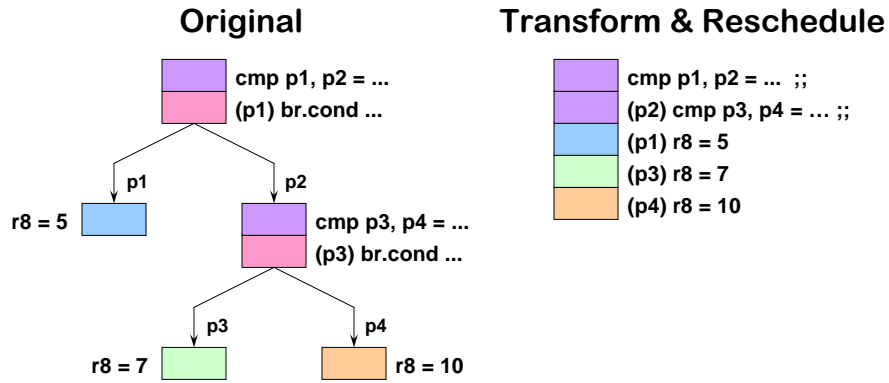 Original
cmp p1, p2 = ...
(p1) br.cond ...
p1
p2
r8 = 5
cmp p3, p4 = ...
(p3) br.cond ...
p3
p4
r8 = 7
r8 = 10
Transform & Reschedule
cmp p1, p2 = ... ;;
(p2) cmp p3, p4 = … ;;
(p1) r8 = 5
(p3) r8 = 7
(p4) r8 = 10